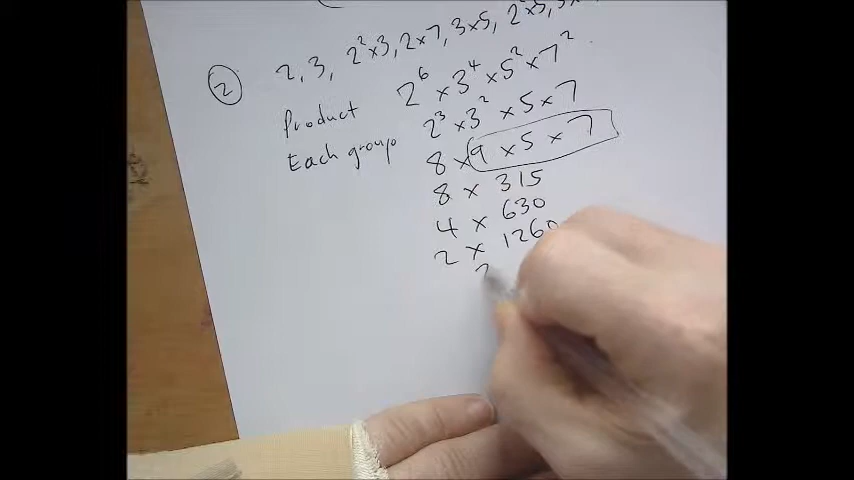 ② 2, 3, 2² × 3, 2 × 7, 3 × 5, 2² × 5,
Product 2⁶ × 3⁴ × 5² × 7²
Each group 2³ × 3² × 5 × 7
8 × 9 × 5 × 7
8 × 315
4 × 630
2 × 1260
2